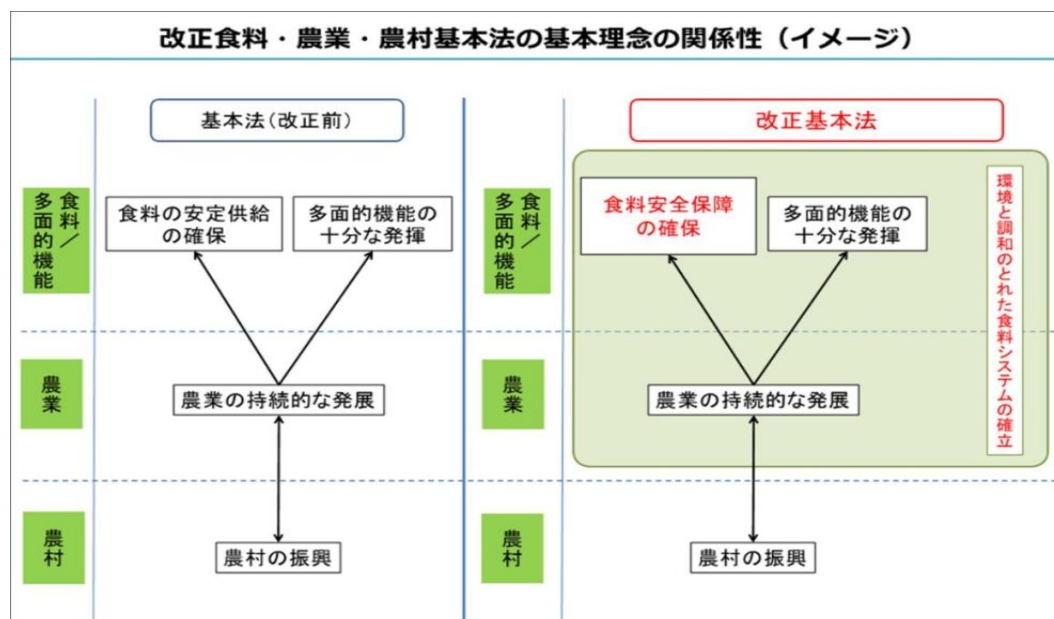 改正食料・農業・農村基本法の基本理念の関係性（イメージ）
基本法（改正前）
食料／
多面的機能
食料の安定供給
の確保
多面的機能の
十分な発揮
農業
農業の持続的な発展
農村
農村の振興
改正基本法
食料／
多面的機能
食料安全保障
の確保
多面的機能の
十分な発揮
環境と調和のとれた食料システムの確立
農業
農業の持続的な発展
農村
農村の振興